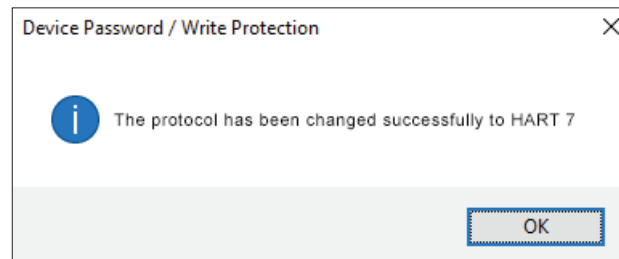 Device Password / Write Protection
The protocol has been changed successfully to HART 7
OK